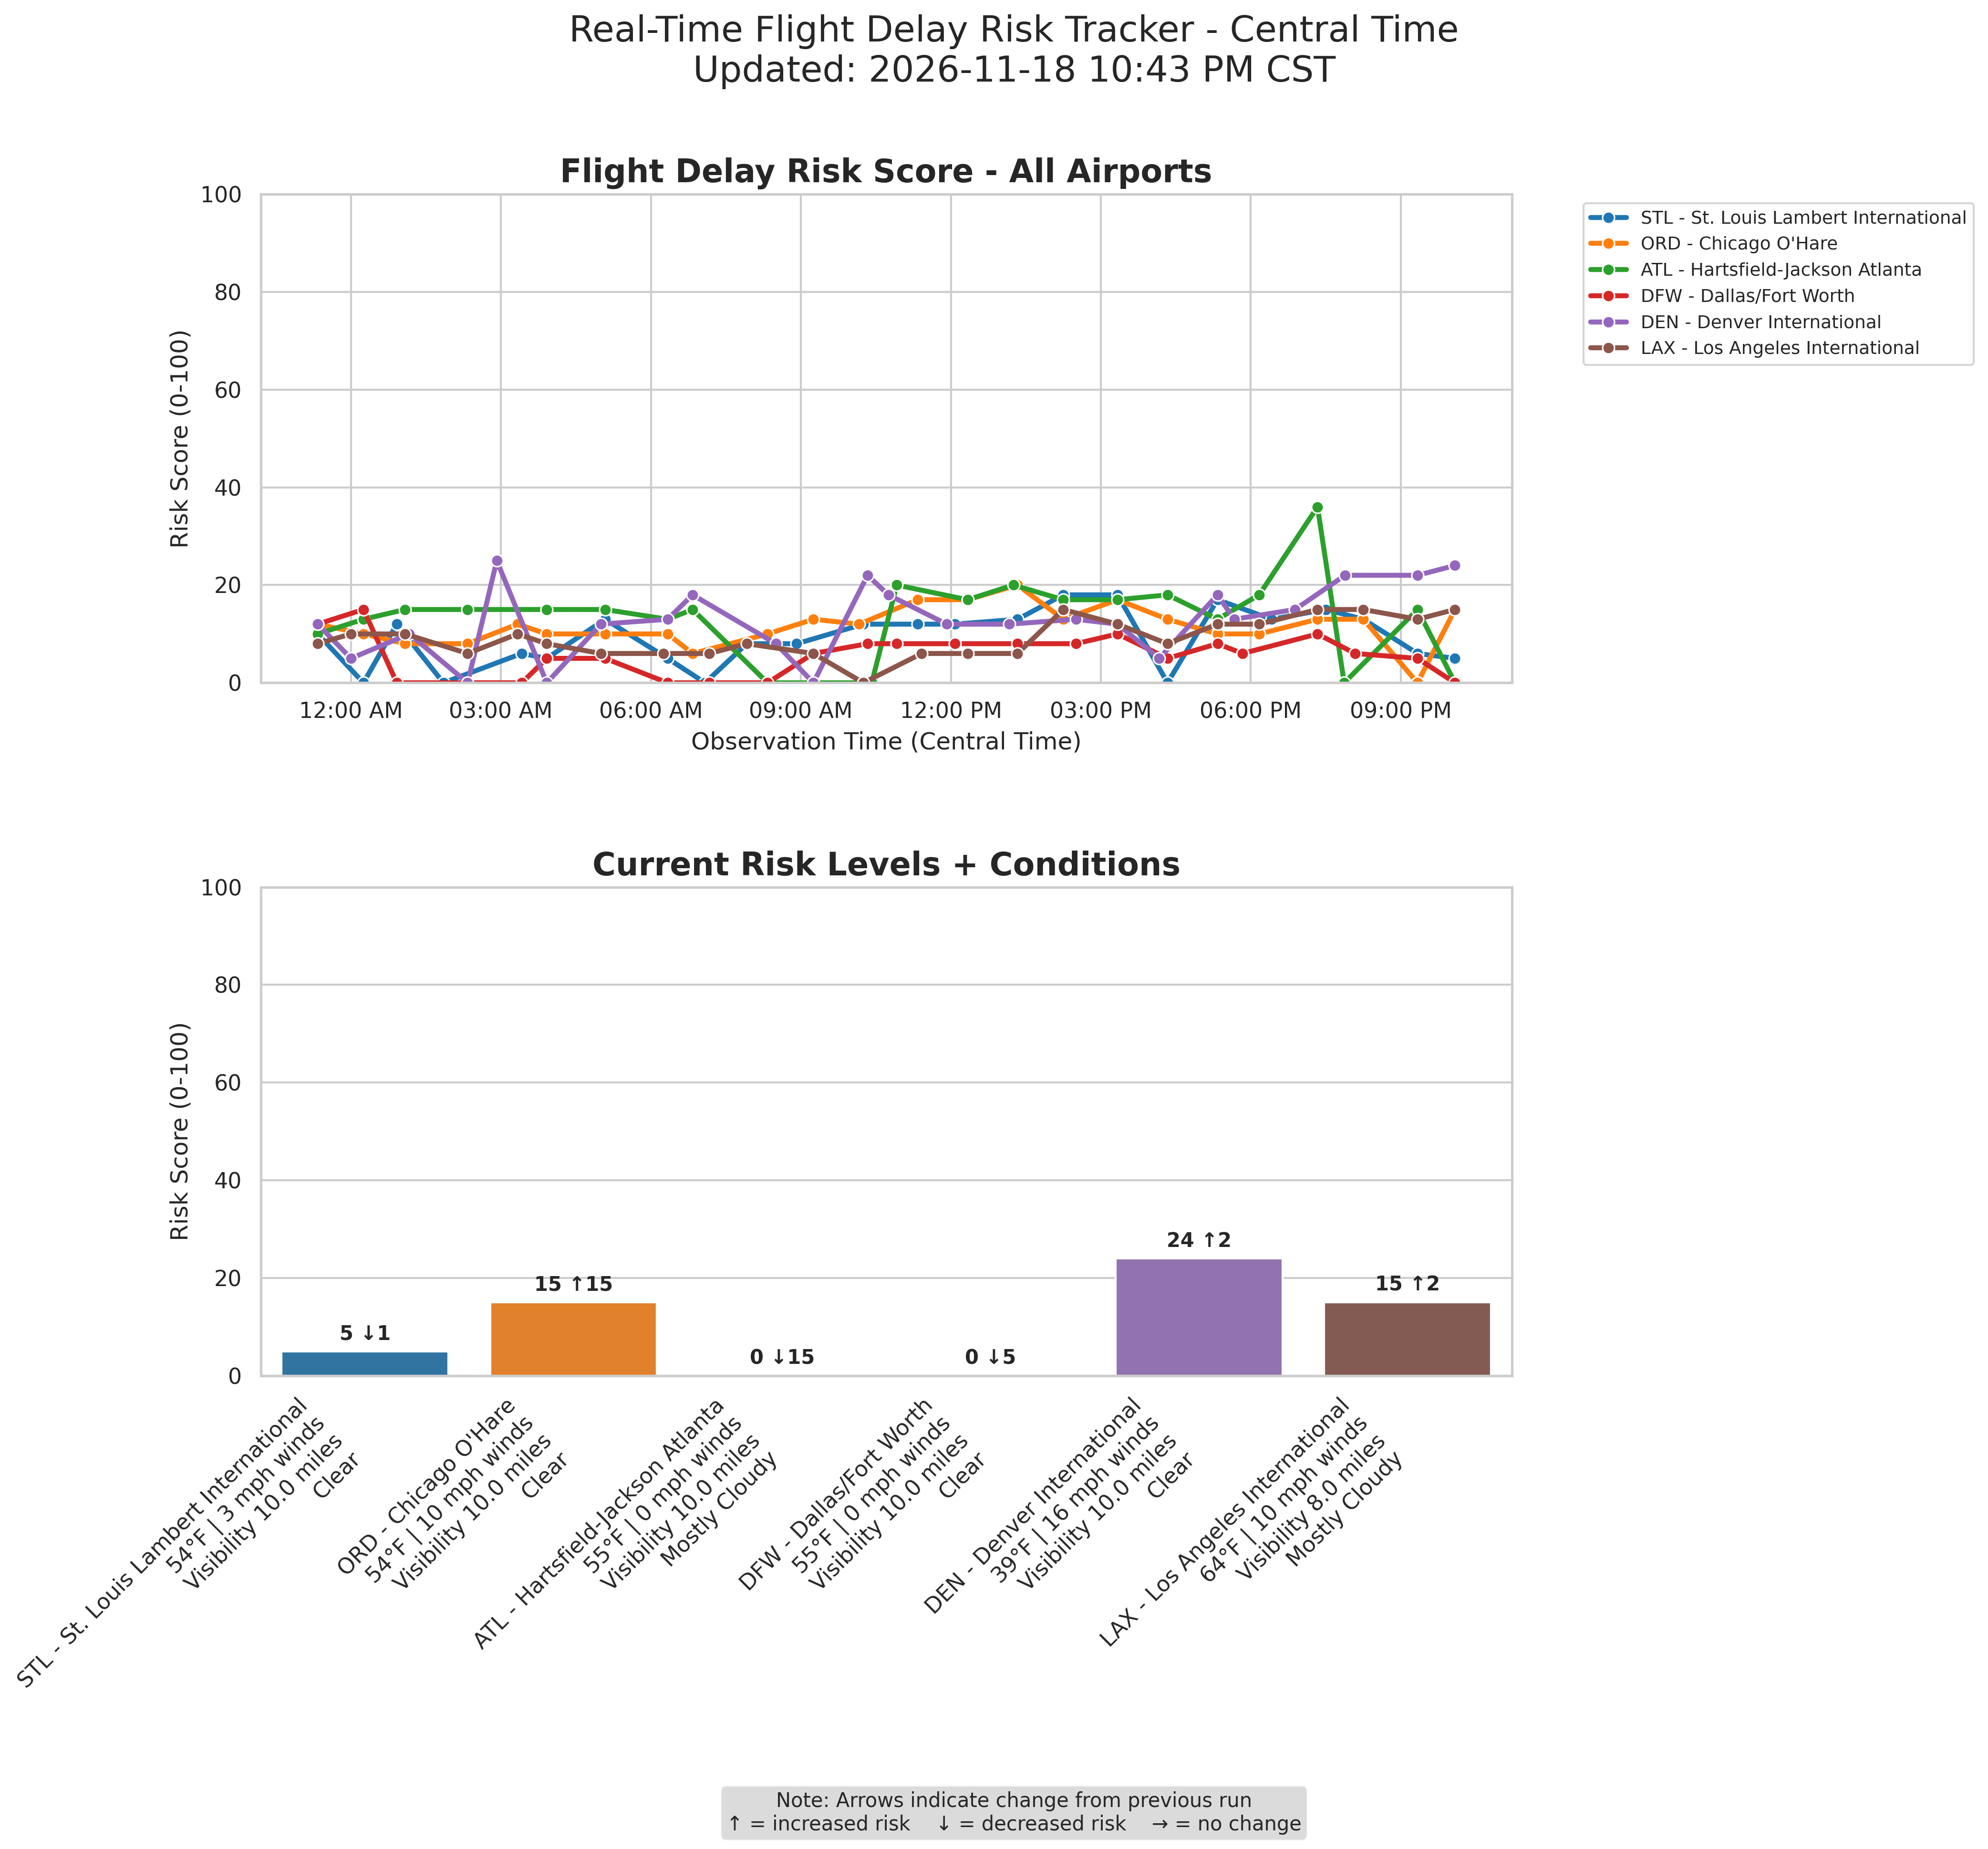 Real-Time Flight Delay Risk Tracker - Central Time
Updated: 2026-11-18 10:43 PM CST
Flight Delay Risk Score - All Airports
Risk Score (0-100)
100
80
60
40
20
0
12:00 AM
03:00 AM
06:00 AM
09:00 AM
12:00 PM
03:00 PM
06:00 PM
09:00 PM
Observation Time (Central Time)
STL - St. Louis Lambert International
ORD - Chicago O'Hare
ATL - Hartsfield-Jackson Atlanta
DFW - Dallas/Fort Worth
DEN - Denver International
LAX - Los Angeles International
Current Risk Levels + Conditions
Risk Score (0-100)
100
80
60
40
20
0
5 ↓1
15 ↑15
0 ↓15
0 ↓5
24 ↑2
15 ↑2
STL - St. Louis Lambert International
54°F | 3 mph winds
Visibility 10.0 miles
Clear
ORD - Chicago O'Hare
54°F | 10 mph winds
Visibility 10.0 miles
Clear
ATL - Hartsfield-Jackson Atlanta
55°F | 0 mph winds
Visibility 10.0 miles
Mostly Cloudy
DFW - Dallas/Fort Worth
55°F | 0 mph winds
Visibility 10.0 miles
Clear
DEN - Denver International
39°F | 16 mph winds
Visibility 10.0 miles
Clear
LAX - Los Angeles International
64°F | 10 mph winds
Visibility 8.0 miles
Mostly Cloudy
Note: Arrows indicate change from previous run
↑ = increased risk ↓ = decreased risk → = no change